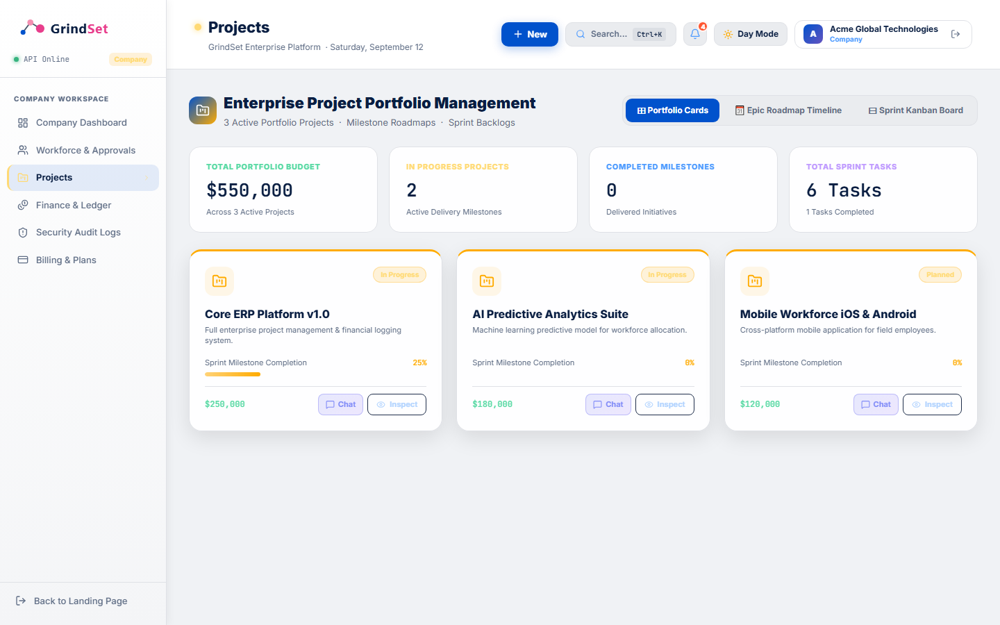 GrindSet
API Online
Company
COMPANY WORKSPACE
Company Dashboard
Workforce & Approvals
Projects
Finance & Ledger
Security Audit Logs
Billing & Plans
Back to Landing Page
Projects
GrindSet Enterprise Platform · Saturday, September 12
New
Search... Ctrl+K
4
Day Mode
A
Acme Global Technologies
Company
Enterprise Project Portfolio Management
3 Active Portfolio Projects · Milestone Roadmaps · Sprint Backlogs
Portfolio Cards
Epic Roadmap Timeline
Sprint Kanban Board
TOTAL PORTFOLIO BUDGET
$550,000
Across 3 Active Projects
IN PROGRESS PROJECTS
2
Active Delivery Milestones
COMPLETED MILESTONES
0
Delivered Initiatives
TOTAL SPRINT TASKS
6 Tasks
1 Tasks Completed
In Progress
Core ERP Platform v1.0
Full enterprise project management & financial logging
system.
Sprint Milestone Completion 25%
$250,000
Chat
Inspect
In Progress
AI Predictive Analytics Suite
Machine learning predictive model for workforce allocation.
Sprint Milestone Completion 0%
$180,000
Chat
Inspect
Planned
Mobile Workforce iOS & Android
Cross-platform mobile application for field employees.
Sprint Milestone Completion 0%
$120,000
Chat
Inspect